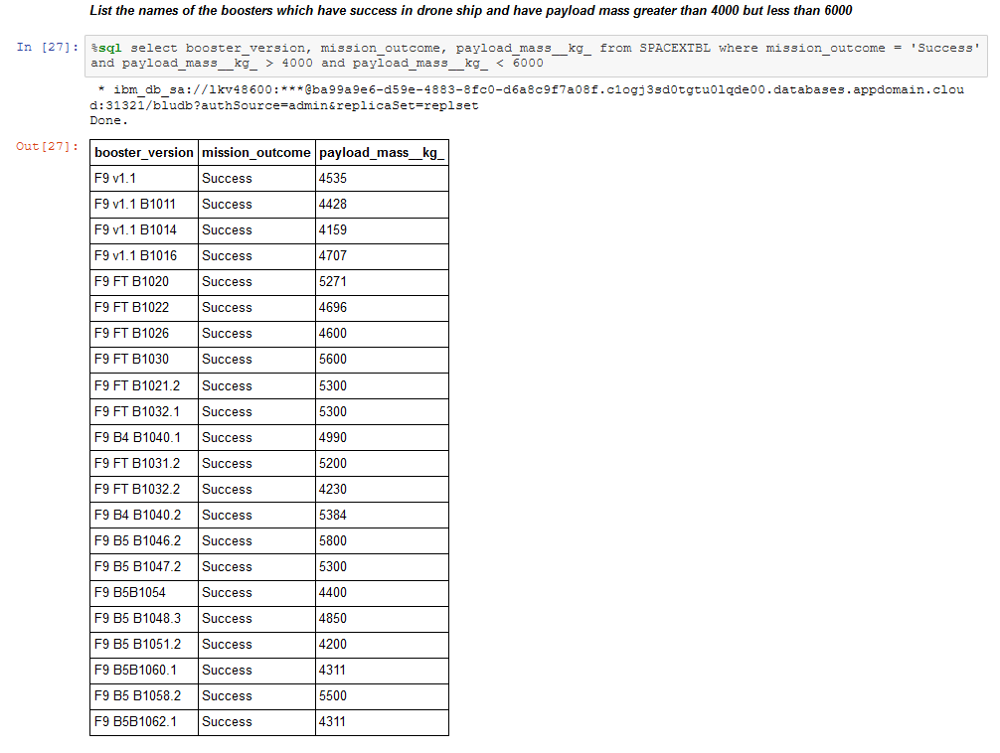 List the names of the boosters which have success in drone ship and have payload mass greater than 4000 but less than 6000
In [27]: %sql select booster_version, mission_outcome, payload_mass__kg_ from SPACEXTBL where mission_outcome = 'Success'
and payload_mass__kg_ > 4000 and payload_mass__kg_ < 6000
* ibm_db_sa://lkv48600:***@ba99a9e6-d59e-4883-8fc0-d6a8c9f7a08f.c1ogj3sd0tgtu0lqde00.databases.appdomain.clou
d:31321/bludb?authSource=admin&replicaSet=replset
Done.
Out[27]:
booster_version mission_outcome payload_mass__kg_
F9 v1.1 Success 4535
F9 v1.1 B1011 Success 4428
F9 v1.1 B1014 Success 4159
F9 v1.1 B1016 Success 4707
F9 FT B1020 Success 5271
F9 FT B1022 Success 4696
F9 FT B1026 Success 4600
F9 FT B1030 Success 5600
F9 FT B1021.2 Success 5300
F9 FT B1032.1 Success 5300
F9 B4 B1040.1 Success 4990
F9 FT B1031.2 Success 5200
F9 FT B1032.2 Success 4230
F9 B4 B1040.2 Success 5384
F9 B5 B1046.2 Success 5800
F9 B5 B1047.2 Success 5300
F9 B5B1054 Success 4400
F9 B5 B1048.3 Success 4850
F9 B5 B1051.2 Success 4200
F9 B5B1060.1 Success 4311
F9 B5 B1058.2 Success 5500
F9 B5B1062.1 Success 4311